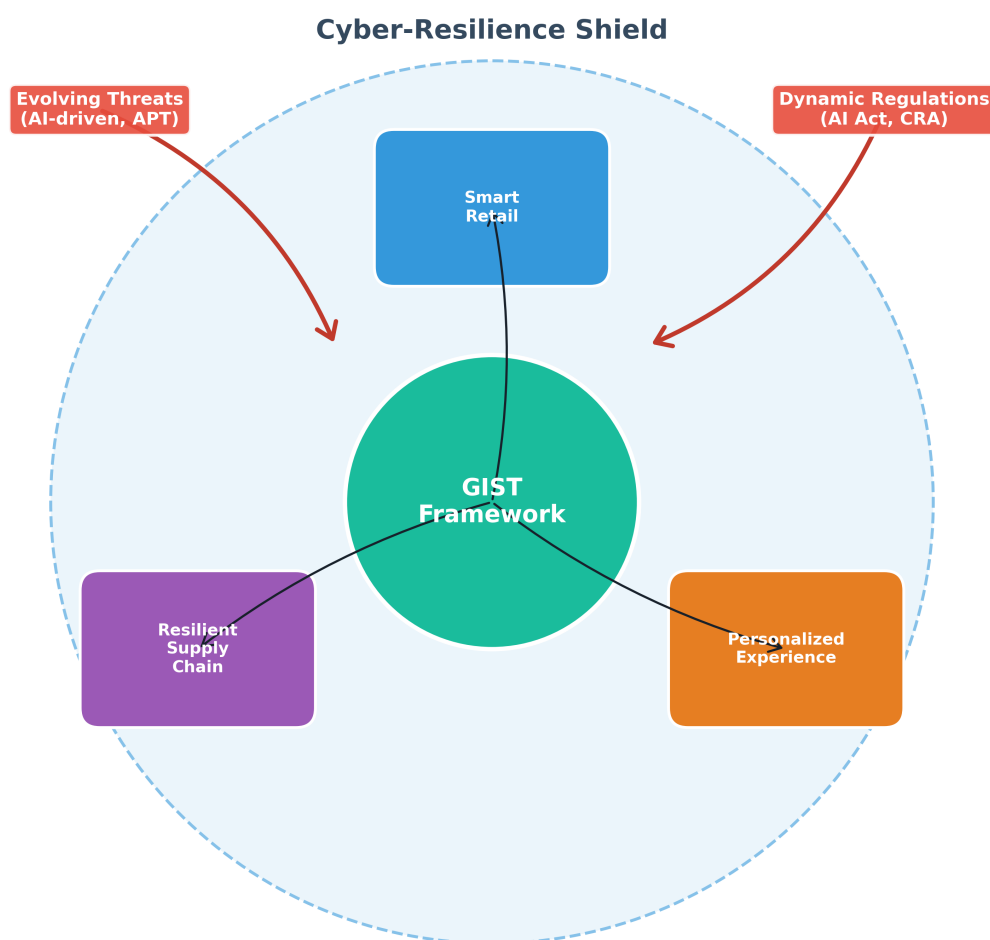 Cyber-Resilience Shield
Evolving Threats
(AI-driven, APT)
Dynamic Regulations
(AI Act, CRA)
Smart
Retail
GIST
Framework
Resilient
Supply
Chain
Personalized
Experience